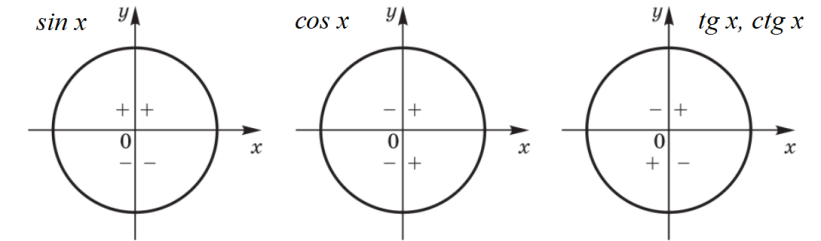 sin x y
+ +
0
− −
x
cos x y
− +
0
− +
x
y tg x, ctg x
− +
0
+ −
x